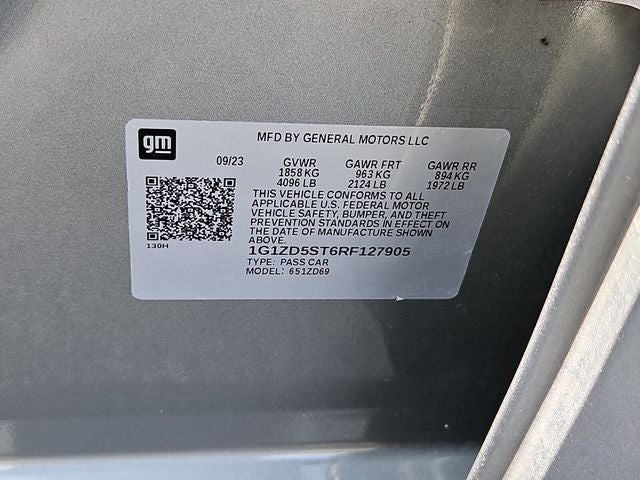 gm
MFD BY GENERAL MOTORS LLC
09/23 GVWR GAWR FRT GAWR RR
1858 KG 963 KG 894 KG
4096 LB 2124 LB 1972 LB
THIS VEHICLE CONFORMS TO ALL
APPLICABLE U.S. FEDERAL MOTOR
VEHICLE SAFETY, BUMPER, AND THEFT
PREVENTION STANDARDS IN EFFECT ON
THE DATE OF MANUFACTURE SHOWN
ABOVE.
130H
1G1ZD5ST6RF127905
TYPE: PASS CAR
MODEL: 651ZD69